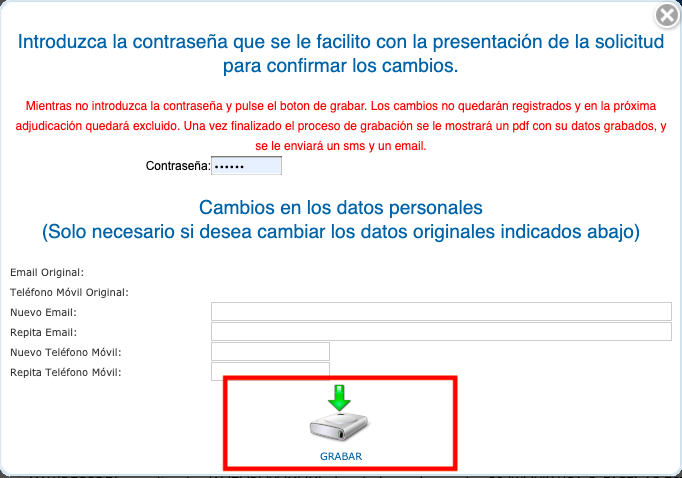 Introduzca la contraseña que se le facilito con la presentación de la solicitud
para confirmar los cambios.
Mientras no introduzca la contraseña y pulse el boton de grabar. Los cambios no quedarán registrados y en la próxima
adjudicación quedará excluido. Una vez finalizado el proceso de grabación se le mostrará un pdf con su datos grabados, y
se le enviará un sms y un email.
Contraseña: ••••••
Cambios en los datos personales
(Solo necesario si desea cambiar los datos originales indicados abajo)
Email Original:
Teléfono Móvil Original:
Nuevo Email:
Repita Email:
Nuevo Teléfono Móvil:
Repita Teléfono Móvil:
GRABAR